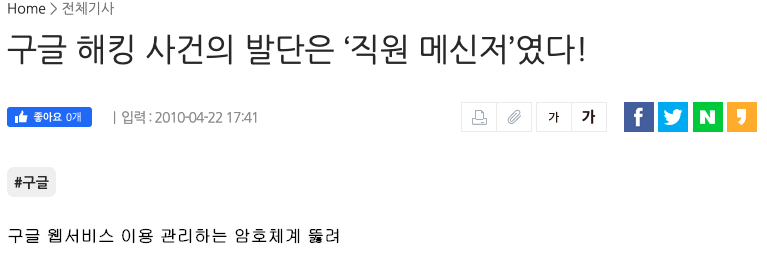 Home > 전체기사
구글 해킹 사건의 발단은 ‘직원 메신저’였다!
좋아요 0개 | 입력 : 2010-04-22 17:41 가 가 f N
#구글
구글 웹서비스 이용 관리하는 암호체계 뚫려